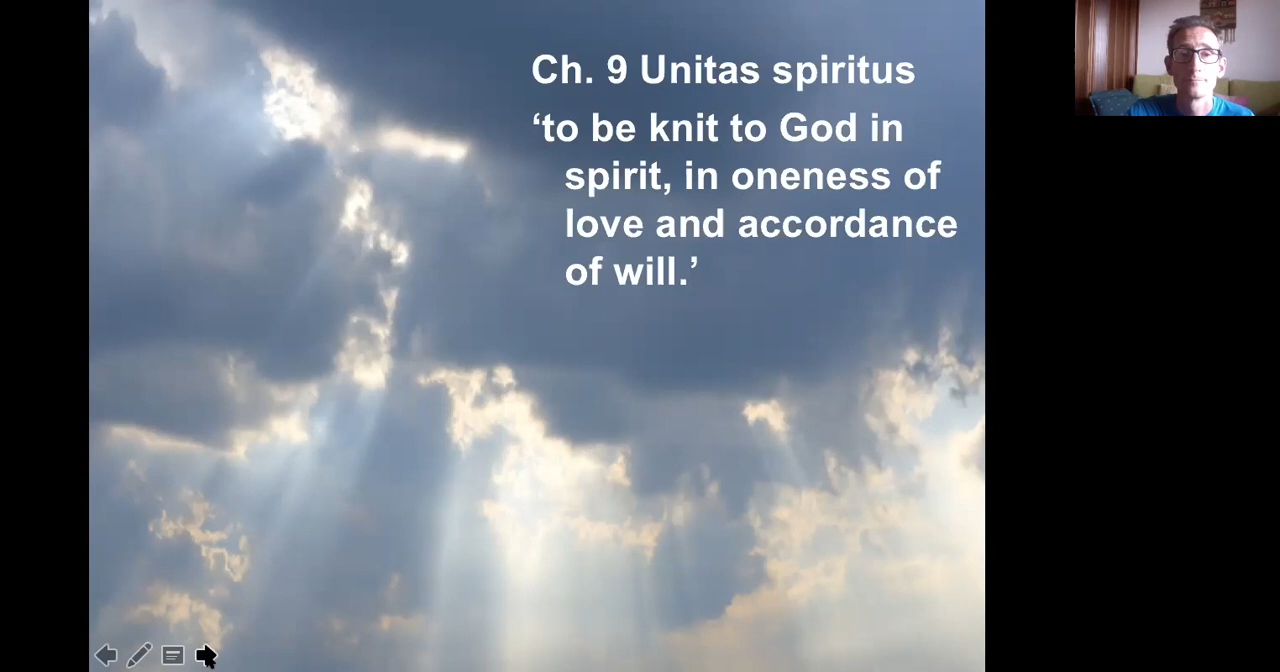 Ch. 9 Unitas spiritus
‘to be knit to God in
spirit, in oneness of
love and accordance
of will.’